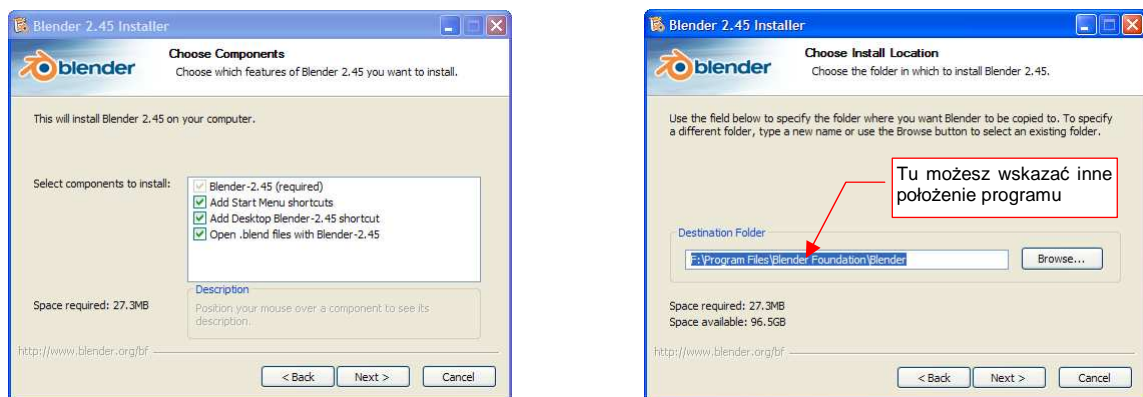 Blender 2.45 Installer
blender
Choose Components
Choose which features of Blender 2.45 you want to install.
This will install Blender 2.45 on your computer.
Select components to install:
Blender-2.45 (required)
Add Start Menu shortcuts
Add Desktop Blender-2.45 shortcut
Open .blend files with Blender-2.45
Space required: 27.3MB
Description
Position your mouse over a component to see its
description.
http://www.blender.org/bf
< Back
Next >
Cancel
Blender 2.45 Installer
blender
Choose Install Location
Choose the folder in which to install Blender 2.45.
Use the field below to specify the folder where you want Blender to be copied to. To specify
a different folder, type a new name or use the Browse button to select an existing folder.
Tu możesz wskazać inne
położenie programu
Destination Folder
F:\Program Files\Blender Foundation\Blender
Browse...
Space required: 27.3MB
Space available: 96.5GB
http://www.blender.org/bf
< Back
Next >
Cancel